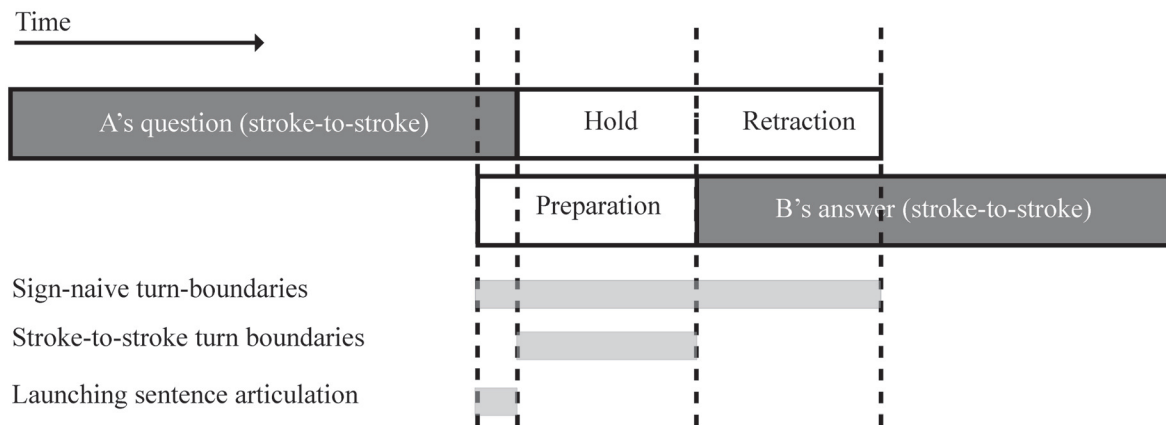 Time
A’s question (stroke-to-stroke) Hold Retraction
Preparation B’s answer (stroke-to-stroke)
Sign-naive turn-boundaries
Stroke-to-stroke turn boundaries
Launching sentence articulation